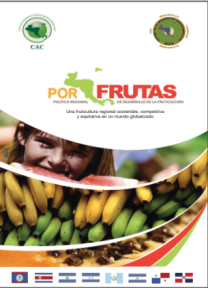 CAC
POR FRUTAS
POLÍTICA REGIONAL DE DESARROLLO DE LA FRUTICULTURA
Una fruticultura regional sostenible, competitiva
y equitativa en un mundo globalizado